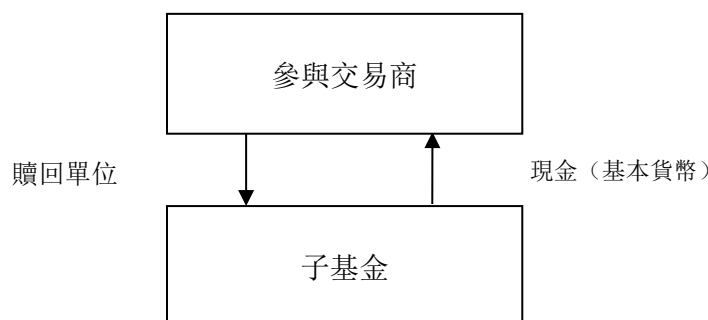 參與交易商
贖回單位
現金（基本貨幣）
子基金